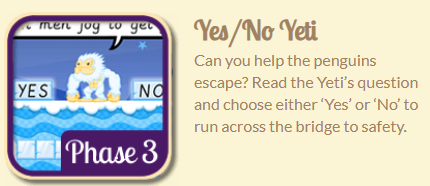 men jog to get
YES
NO
Phase 3
Yes/No Yeti
Can you help the penguins
escape? Read the Yeti's question
and choose either 'Yes' or 'No' to
run across the bridge to safety.